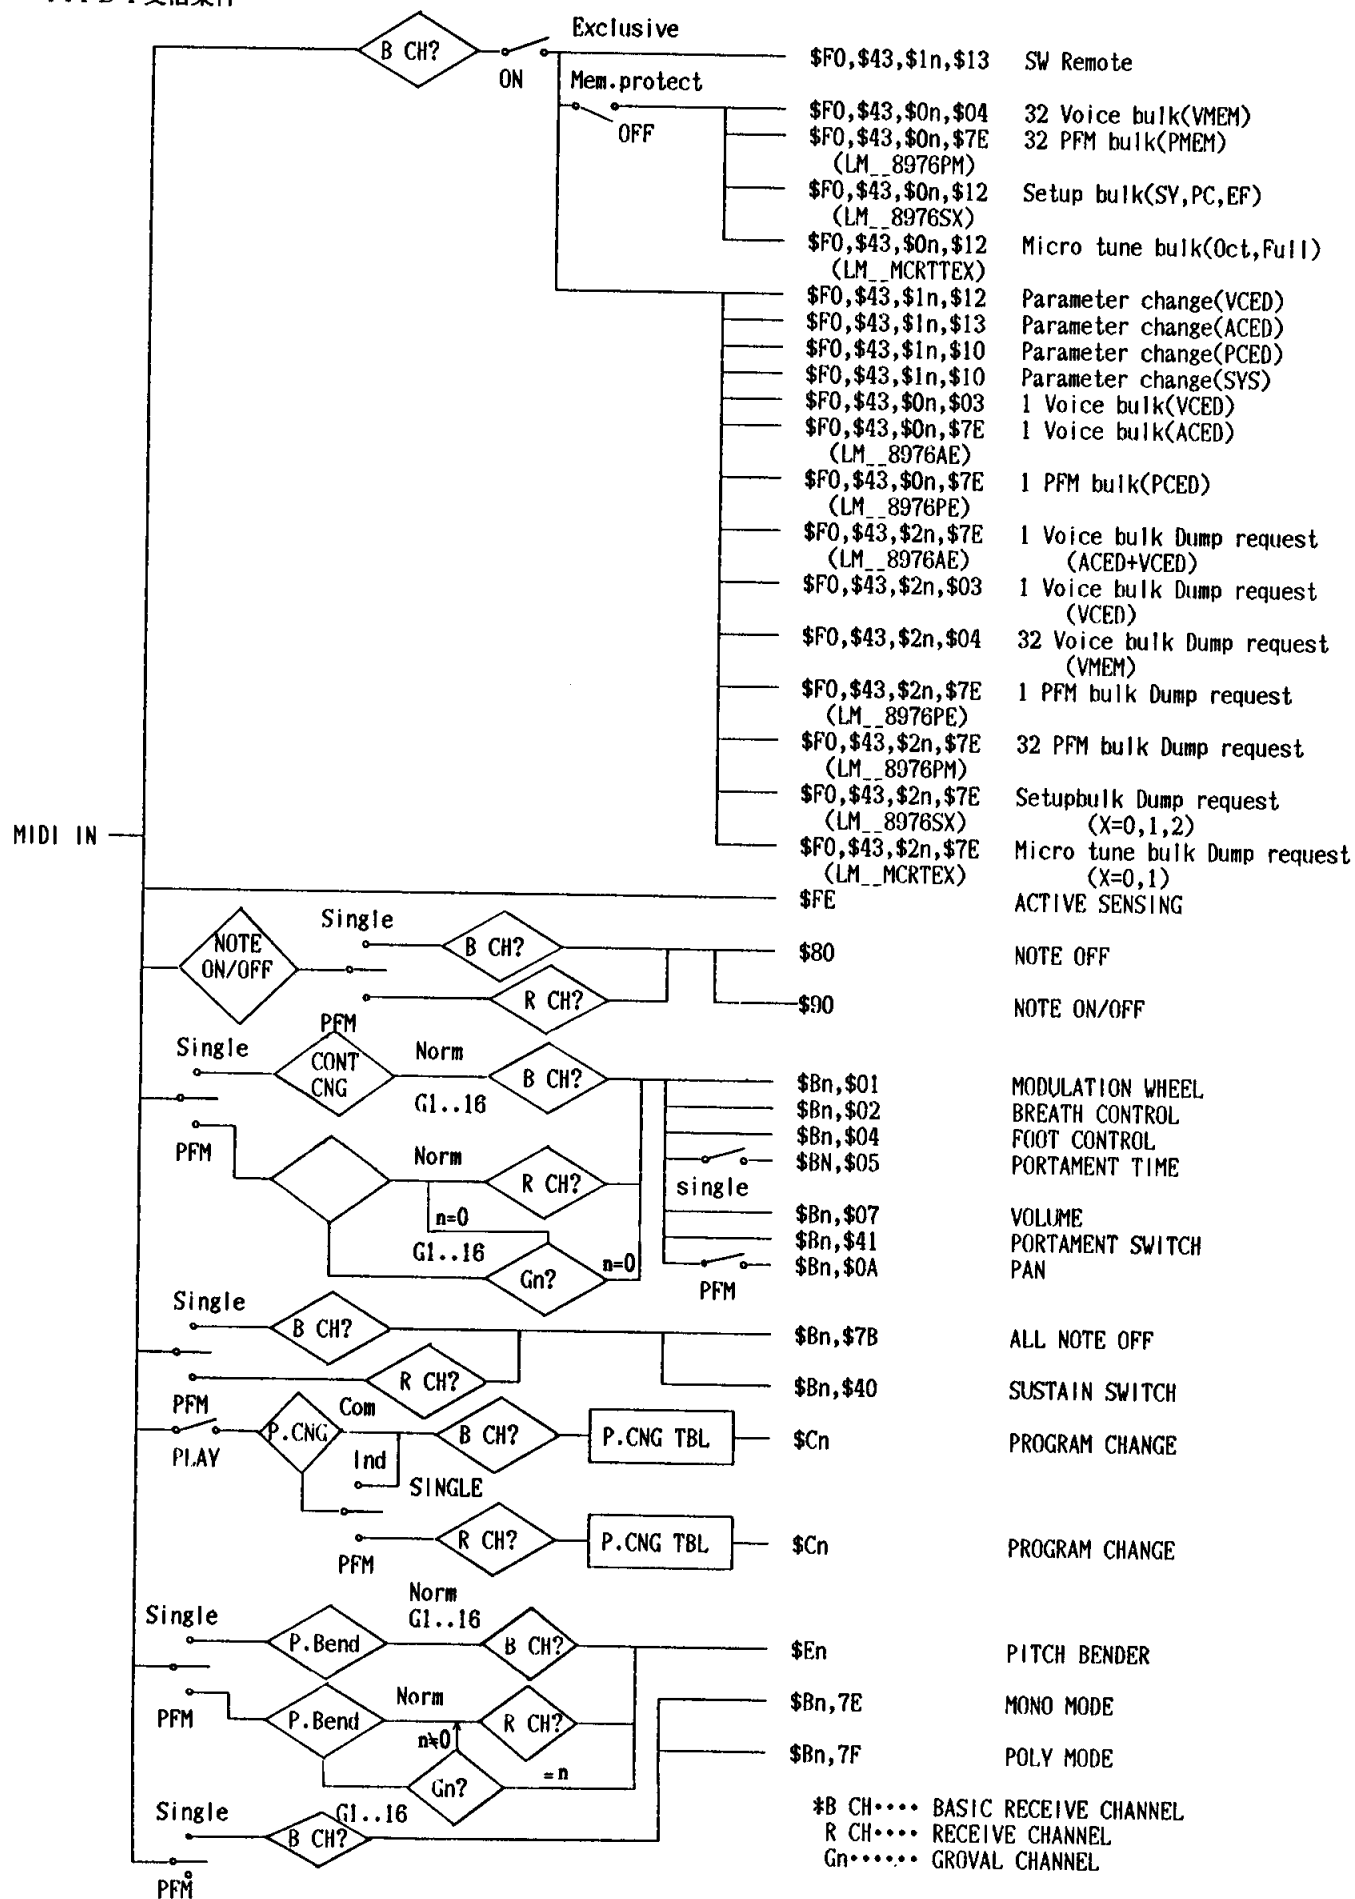 B CH?
Exclusive
ON
$F0,$43,$1n,$13 SW Remote
Mem.protect
OFF
$F0,$43,$0n,$04 32 Voice bulk(VMEM)
$F0,$43,$0n,$7E 32 PFM bulk(PMEM)
(LM__8976PM)
$F0,$43,$0n,$12 Setup bulk(SY,PC,EF)
(LM__8976SX)
$F0,$43,$0n,$12 Micro tune bulk(Oct,Full)
(LM__MCRTTEX)
$F0,$43,$1n,$12 Parameter change(VCED)
$F0,$43,$1n,$13 Parameter change(ACED)
$F0,$43,$1n,$10 Parameter change(PCED)
$F0,$43,$1n,$10 Parameter change(SYS)
$F0,$43,$0n,$03 1 Voice bulk(VCED)
$F0,$43,$0n,$7E 1 Voice bulk(ACED)
(LM__8976AE)
$F0,$43,$0n,$7E 1 PFM bulk(PCED)
(LM__8976PE)
$F0,$43,$2n,$7E 1 Voice bulk Dump request
(LM__8976AE) (ACED+VCED)
$F0,$43,$2n,$03 1 Voice bulk Dump request
(VCED)
$F0,$43,$2n,$04 32 Voice bulk Dump request
(VMEM)
$F0,$43,$2n,$7E 1 PFM bulk Dump request
(LM__8976PE)
$F0,$43,$2n,$7E 32 PFM bulk Dump request
(LM__8976PM)
$F0,$43,$2n,$7E Setupbulk Dump request
(LM__8976SX) (X=0,1,2)
MIDI IN
$F0,$43,$2n,$7E Micro tune bulk Dump request
(LM__MCRTEX) (X=0,1)
$FE ACTIVE SENSING
NOTE
ON/OFF
Single
B CH?
$80 NOTE OFF
PFM
R CH?
$90 NOTE ON/OFF
Single
CONT
CNG
Norm
G1..16
B CH?
$Bn,$01 MODULATION WHEEL
$Bn,$02 BREATH CONTROL
$Bn,$04 FOOT CONTROL
$BN,$05 PORTAMENT TIME
single
PFM
Norm
R CH?
n=0
G1..16
Gn?
n=0
$Bn,$07 VOLUME
$Bn,$41 PORTAMENT SWITCH
$Bn,$0A PAN
PFM
Single
B CH?
$Bn,$7B ALL NOTE OFF
PFM
R CH?
$Bn,$40 SUSTAIN SWITCH
PLAY
P.CNG
Com
B CH?
P.CNG TBL
$Cn PROGRAM CHANGE
Ind
SINGLE
PFM
R CH?
P.CNG TBL
$Cn PROGRAM CHANGE
Single
P.Bend
Norm
G1..16
B CH?
$En PITCH BENDER
PFM
P.Bend
Norm
R CH?
n≒0
Gn?
=n
$Bn,7E MONO MODE
$Bn,7F POLY MODE
Single
B CH?
G1..16
PFM
*B CH···· BASIC RECEIVE CHANNEL
R CH···· RECEIVE CHANNEL
Gn······ GROVAL CHANNEL